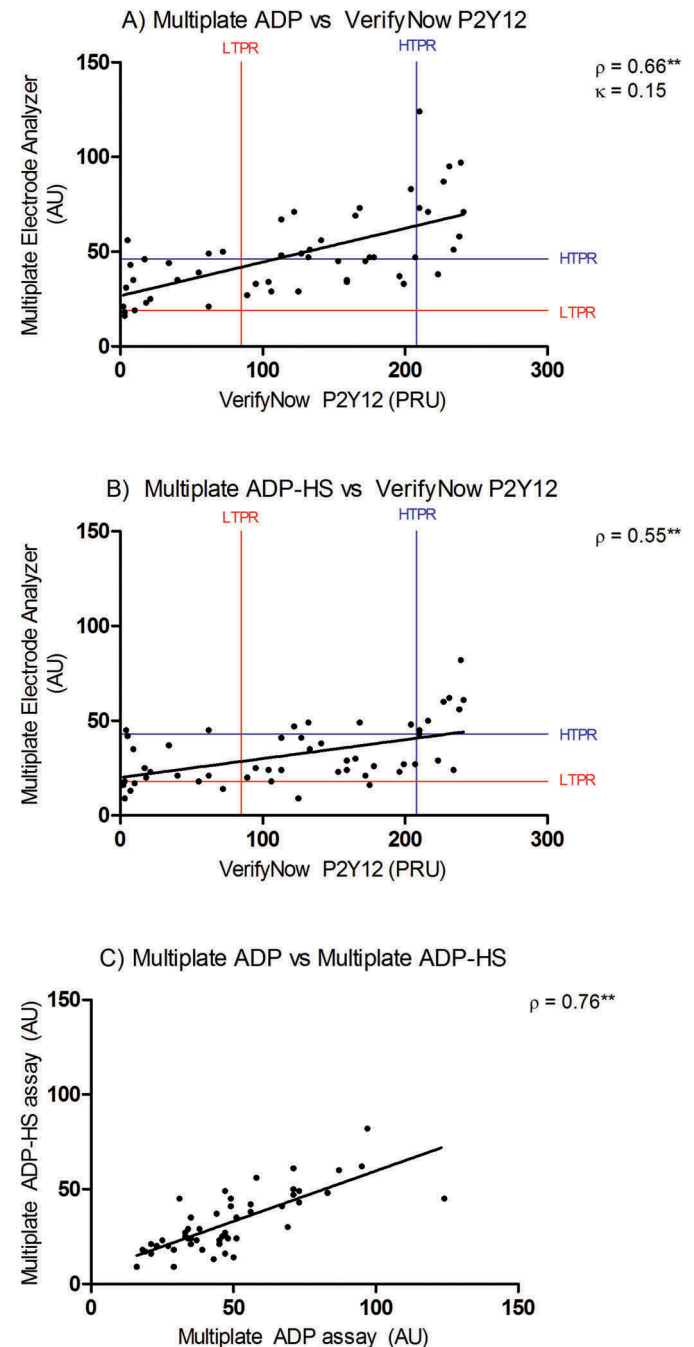 A) Multiplate ADP vs VerifyNow P2Y12
LTPR
HTPR
ρ = 0.66**
κ = 0.15
150
100
50
0
Multiplate Electrode Analyzer
(AU)
HTPR
LTPR
0
100
200
300
VerifyNow P2Y12 (PRU)
B) Multiplate ADP-HS vs VerifyNow P2Y12
LTPR
HTPR
ρ = 0.55**
150
100
50
0
Multiplate Electrode Analyzer
(AU)
HTPR
LTPR
0
100
200
300
VerifyNow P2Y12 (PRU)
C) Multiplate ADP vs Multiplate ADP-HS
ρ = 0.76**
150
100
50
0
Multiplate ADP-HS assay (AU)
0
50
100
150
Multiplate ADP assay (AU)